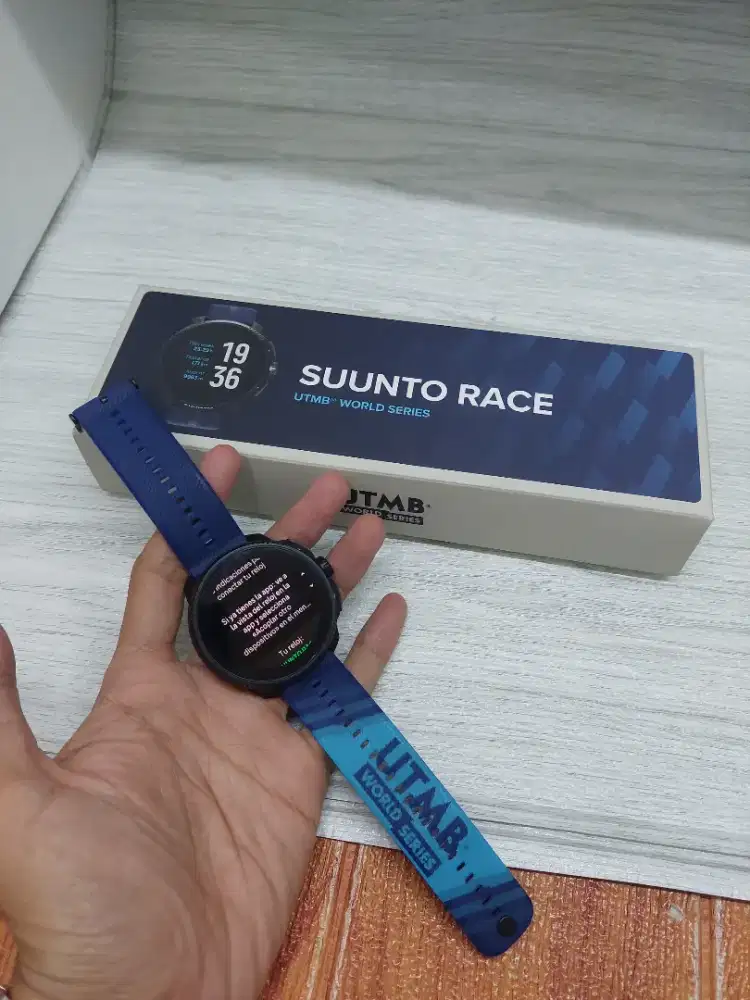 19
36
SUUNTO RACE
UTMB® WORLD SERIES
UTMB®
WORLD SERIES
conectar tu reloj
Si ya tienes la app: ve a
la vista del reloj en la
app y selecciona
«Acoplar otro
dispositivo» en el men...
Tu reloj:
UTMB®
WORLD SERIES